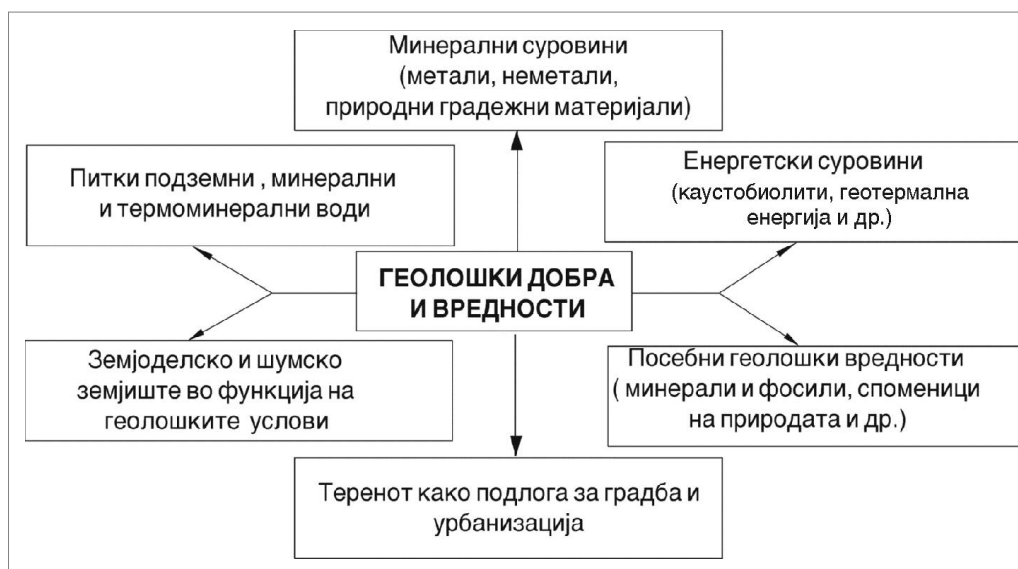 Минерални суровини
(метали, неметали,
природни градежни материјали)
Питки подземни , минерални
и термоминерални води
Енергетски суровини
(каустобиолити, геотермална
енергија и др.)
ГЕОЛОШКИ ДОБРА
И ВРЕДНОСТИ
Земјоделско и шумско
земјиште во функција на
геолошките услови
Посебни геолошки вредности
( минерали и фосили, споменици
на природата и др.)
Теренот како подлога за градба и
урбанизација